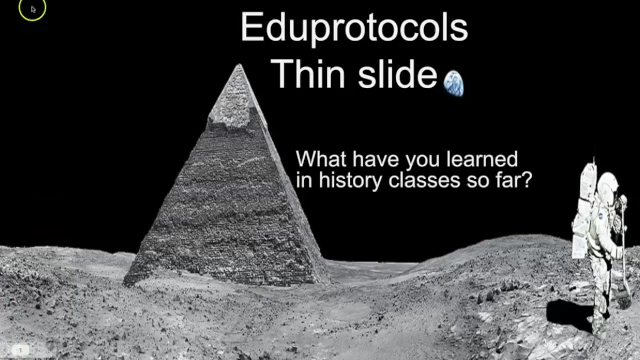 Eduprotocols
Thin slide
What have you learned
in history classes so far?